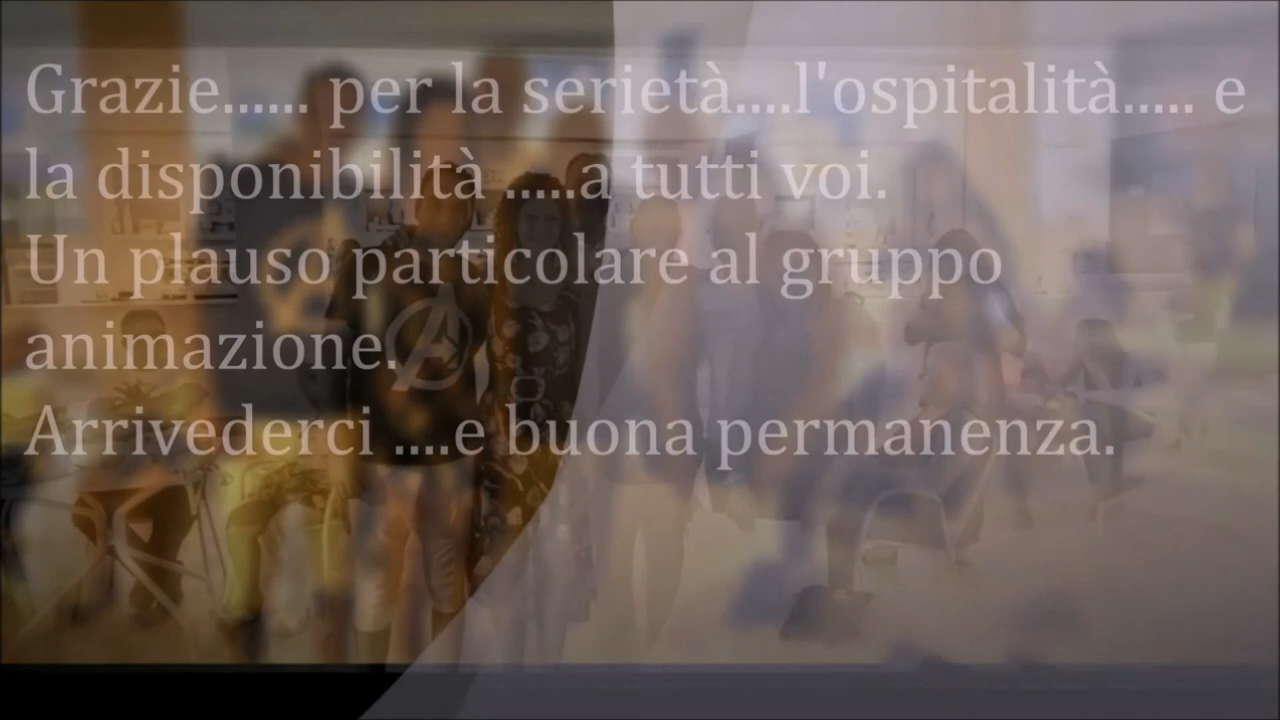 Grazie...... per la serietà....l'ospitalità..... e
la disponibilità .....a tutti voi.
Un plauso particolare al gruppo
animazione.
Arrivederci ....e buona permanenza.